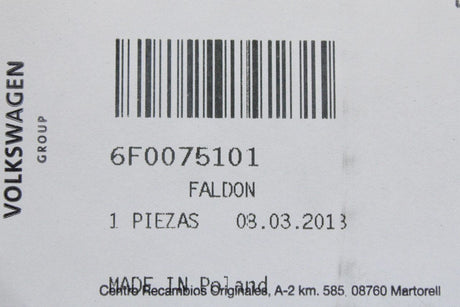 VOLKSWAGEN
GROUP
6F0075101
FALDON
1 PIEZAS 08.03.2018
MADE IN Poland
Centro Recambios Originales, A-2 km. 585, 08760 Martorell